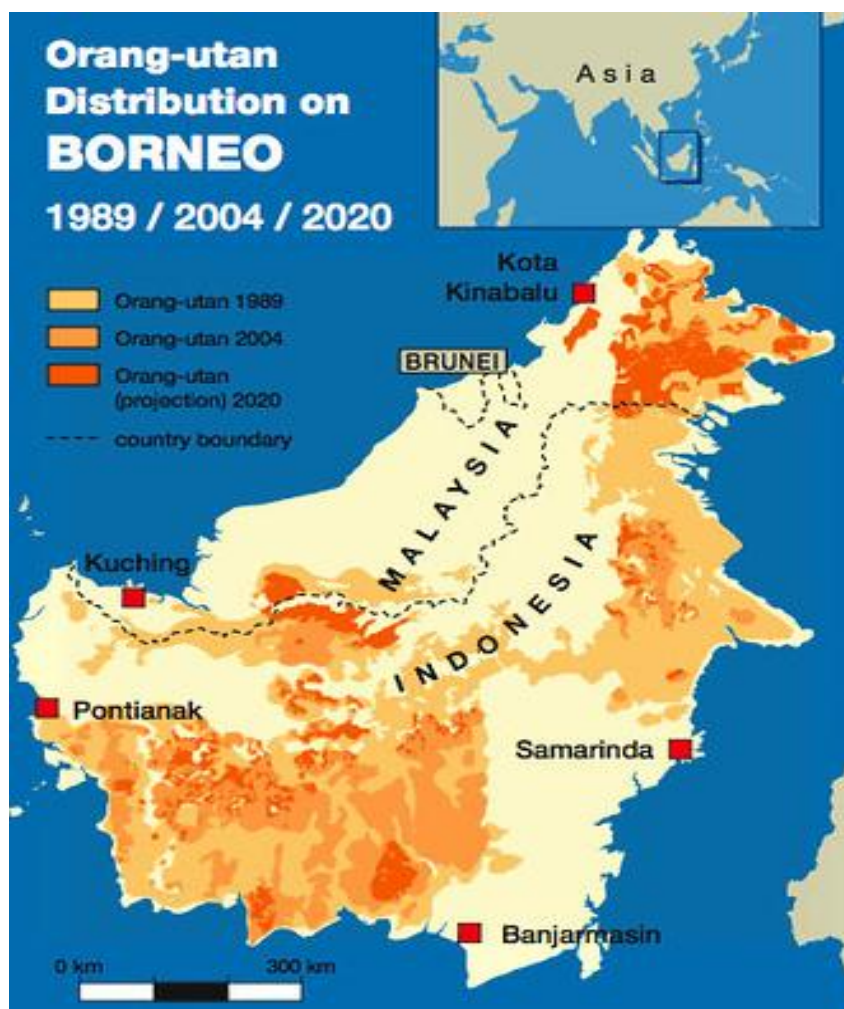 Orang-utan
Distribution on
BORNEO
1989 / 2004 / 2020
Asia
Orang-utan 1989
Orang-utan 2004
Orang-utan
(projection) 2020
country boundary
Kota
Kinabalu
BRUNEI
MALAYSIA
Kuching
INDONESIA
Pontianak
Samarinda
Banjarmasin
0 km 300 km